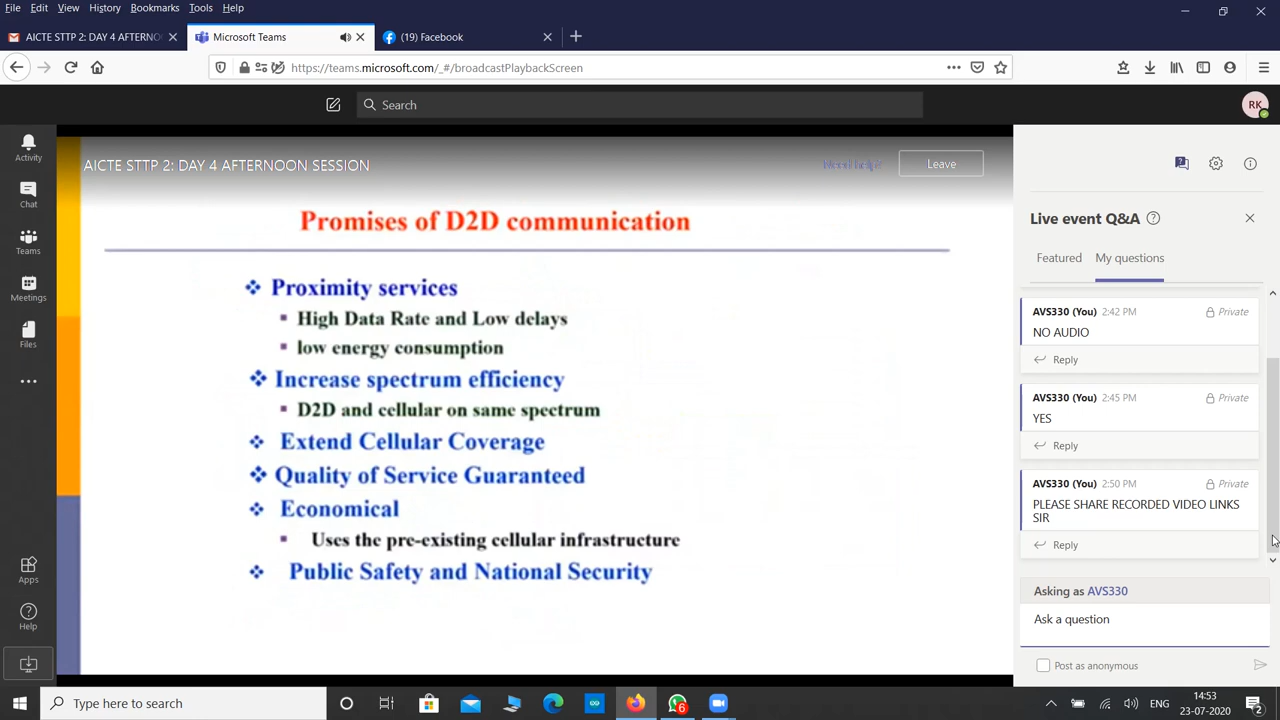 File Edit View History Bookmarks Tools Help
AICTE STTP 2: DAY 4 AFTERNO
Microsoft Teams
(19) Facebook
https://teams.microsoft.com/_#/broadcastPlaybackScreen
Search
RK
Activity
Chat
Teams
Meetings
Files
Apps
Help
AICTE STTP 2: DAY 4 AFTERNOON SESSION
Need help?
Leave
Promises of D2D communication
Proximity services
High Data Rate and Low delays
low energy consumption
Increase spectrum efficiency
D2D and cellular on same spectrum
Extend Cellular Coverage
Quality of Service Guaranteed
Economical
Uses the pre-existing cellular infrastructure
Public Safety and National Security
Live event Q&A
Featured My questions
AVS330 (You) 2:42 PM Private
NO AUDIO
Reply
AVS330 (You) 2:45 PM Private
YES
Reply
AVS330 (You) 2:50 PM Private
PLEASE SHARE RECORDED VIDEO LINKS
SIR
Reply
Asking as AVS330
Ask a question
Post as anonymous
Type here to search
6
ENG
14:53
23-07-2020
2